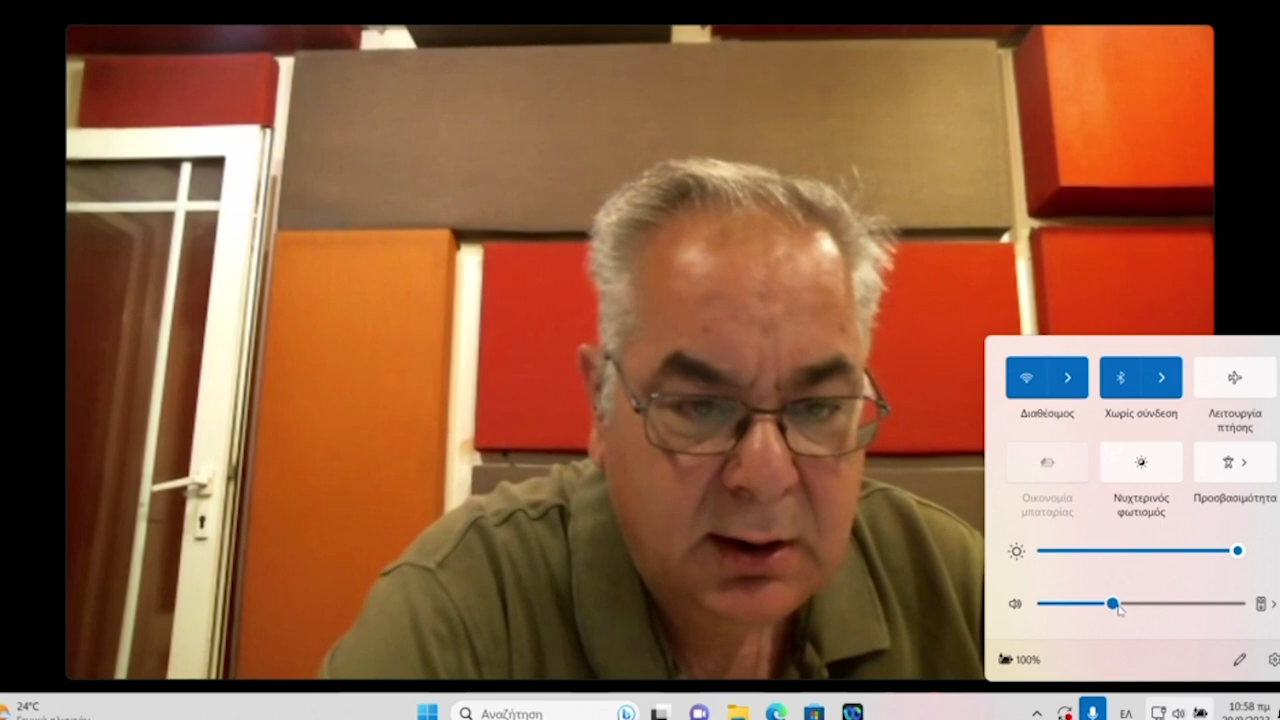 Διαθέσιμος
Χωρίς σύνδεση
Λειτουργία
πτήσης
Οικονομία
μπαταρίας
Νυχτερινός
φωτισμός
Προσβασιμότητα
100%
24°C
Αναζήτηση
ΕΛ
10:58 πμ